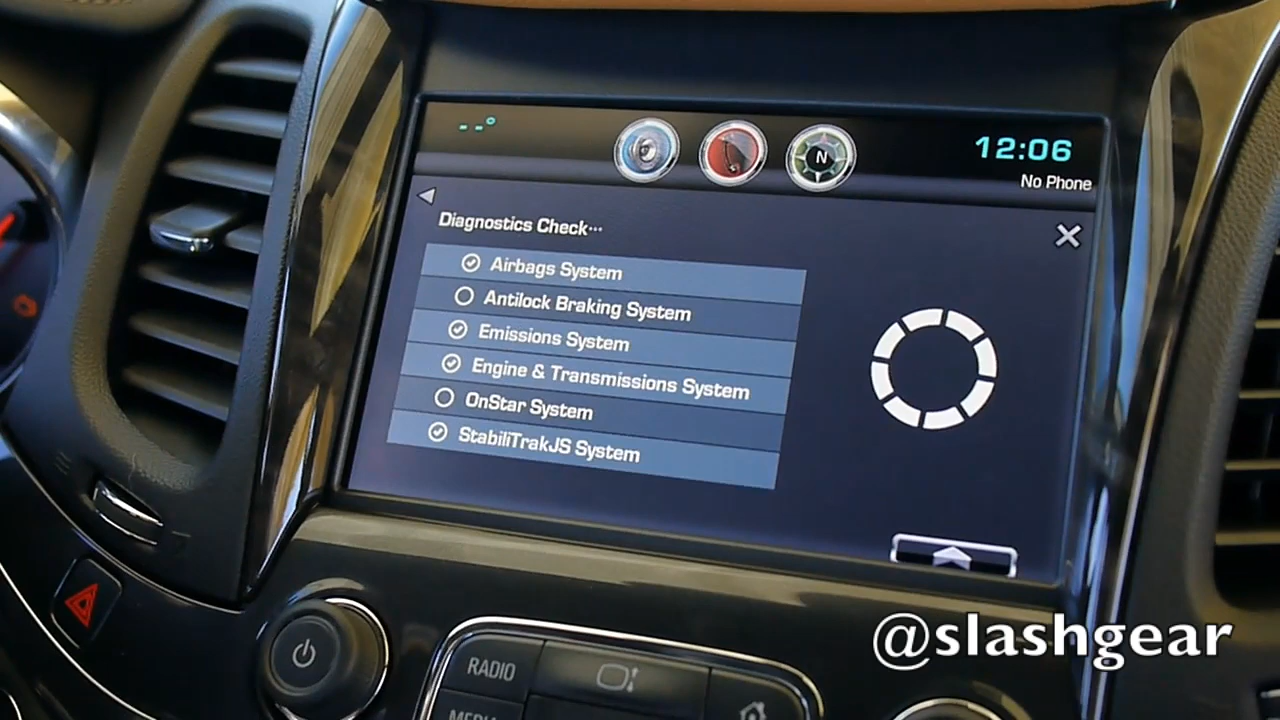 --°
N
12:06
No Phone
Diagnostics Check...
Airbags System
Antilock Braking System
Emissions System
Engine & Transmissions System
OnStar System
StabiliTrakJS System
RADIO
@slashgear